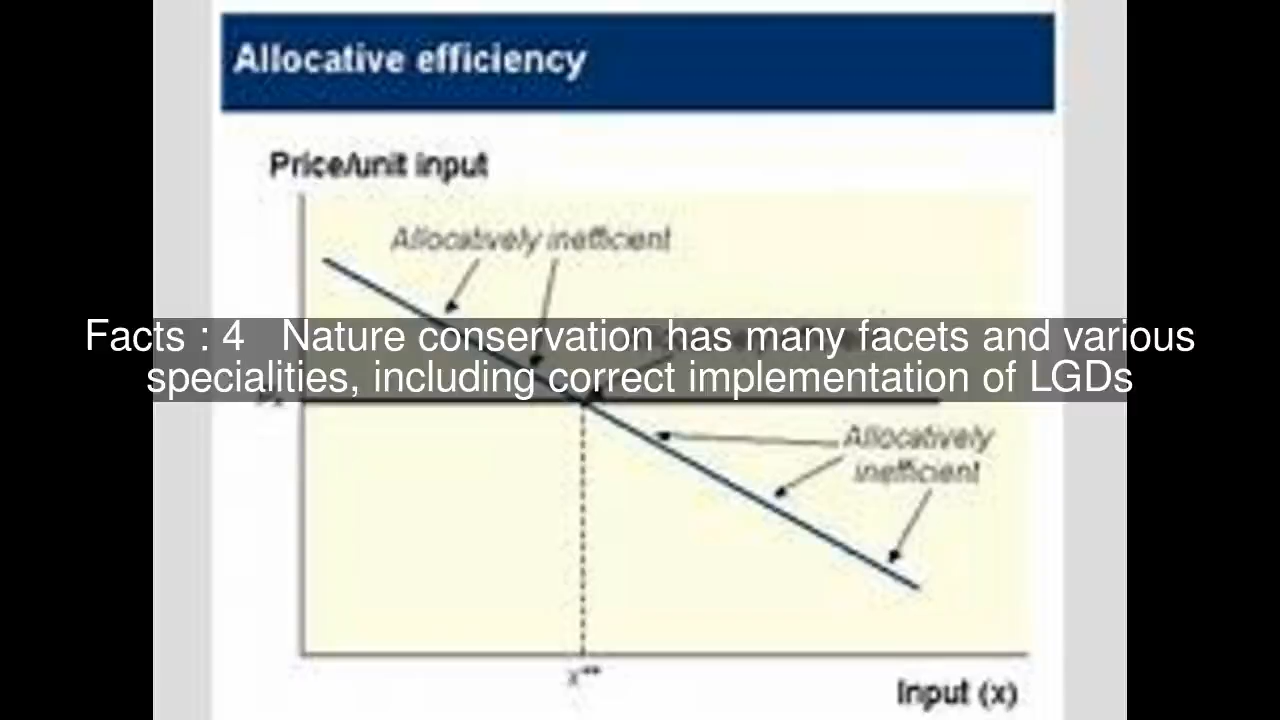 Allocative efficiency
Price/unit input
Allocatively inefficient
Facts : 4 Nature conservation has many facets and various
specialities, including correct implementation of LGDs
Allocatively
inefficient
Input (x)